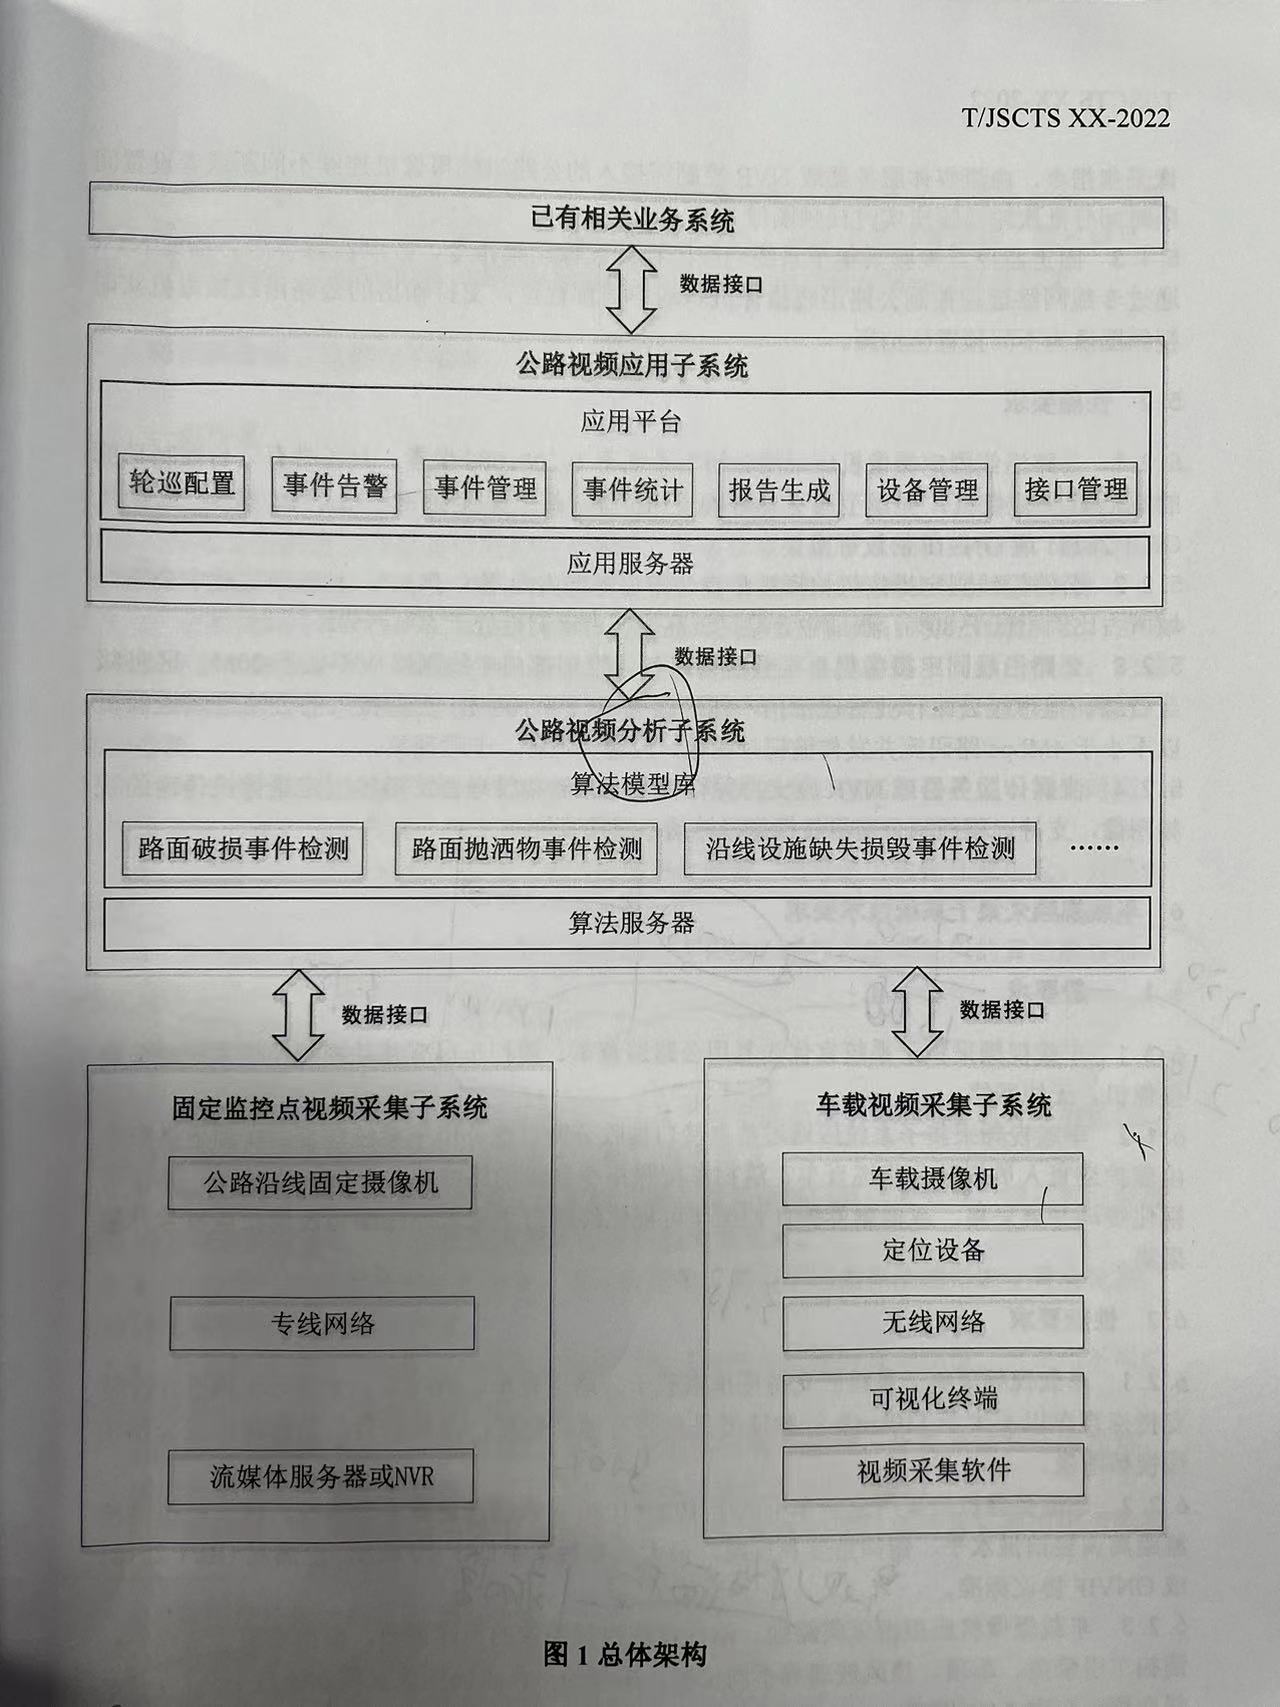 T/JSCTS XX-2022
已有相关业务系统
数据接口
公路视频应用子系统
应用平台
轮巡配置 事件告警 事件管理 事件统计 报告生成 设备管理 接口管理
应用服务器
数据接口
公路视频分析子系统
算法模型库
路面破损事件检测 路面抛洒物事件检测 沿线设施缺失损毁事件检测 ……
算法服务器
数据接口 数据接口
固定监控点视频采集子系统
公路沿线固定摄像机
专线网络
流媒体服务器或NVR
车载视频采集子系统
车载摄像机
定位设备
无线网络
可视化终端
视频采集软件
图 1 总体架构